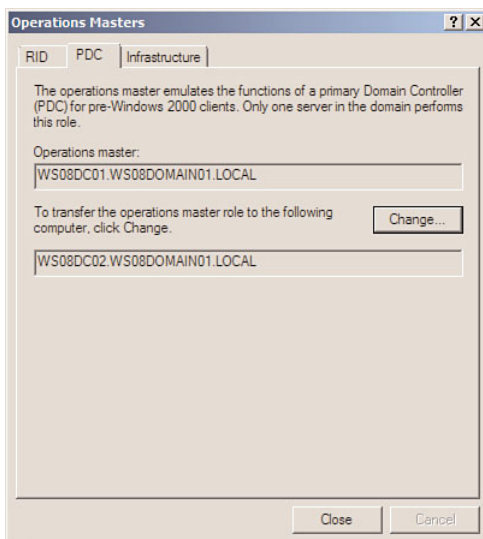 Operations Masters
RID PDC Infrastructure
The operations master emulates the functions of a primary Domain Controller
(PDC) for pre-Windows 2000 clients. Only one server in the domain performs
this role.
Operations master:
WS08DC01.WS08DOMAIN01.LOCAL
To transfer the operations master role to the following
computer, click Change.
Change...
WS08DC02.WS08DOMAIN01.LOCAL
Close Cancel